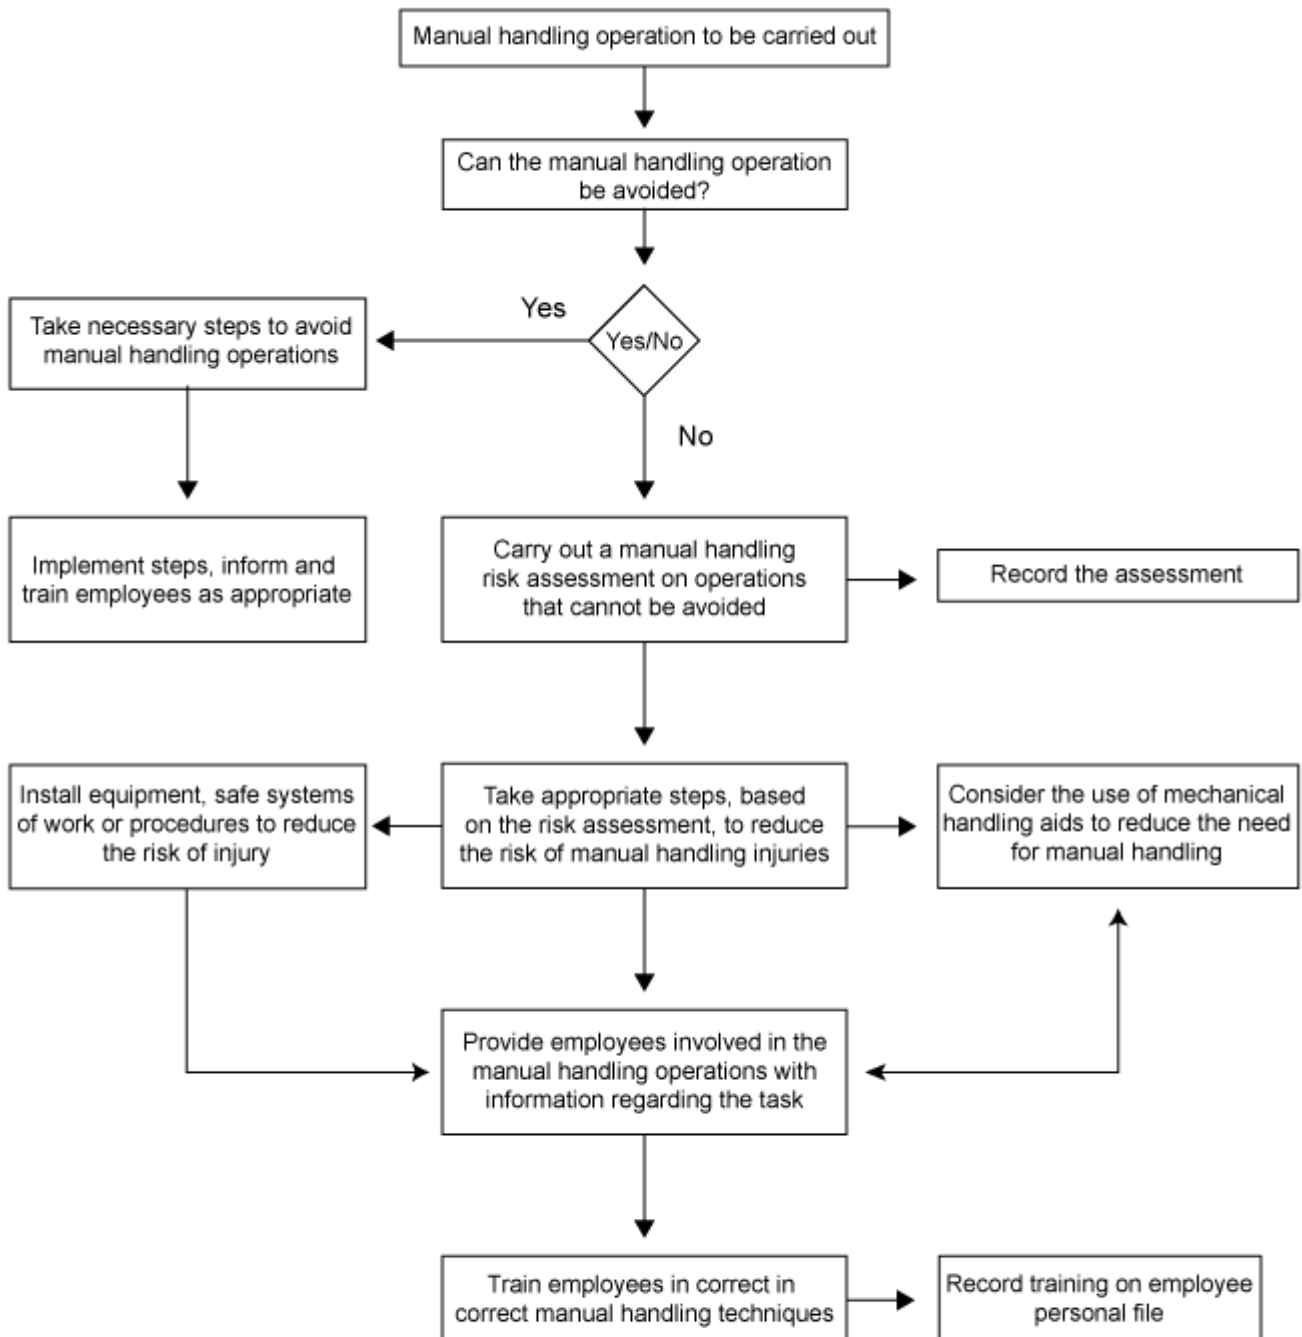 Manual handling operation to be carried out
Can the manual handling operation
be avoided?
Yes
Yes/No
No
Take necessary steps to avoid
manual handling operations
Implement steps, inform and
train employees as appropriate
Carry out a manual handling
risk assessment on operations
that cannot be avoided
Record the assessment
Install equipment, safe systems
of work or procedures to reduce
the risk of injury
Take appropriate steps, based
on the risk assessment, to reduce
the risk of manual handling injuries
Consider the use of mechanical
handling aids to reduce the need
for manual handling
Provide employees involved in the
manual handling operations with
information regarding the task
Train employees in correct in
correct manual handling techniques
Record training on employee
personal file